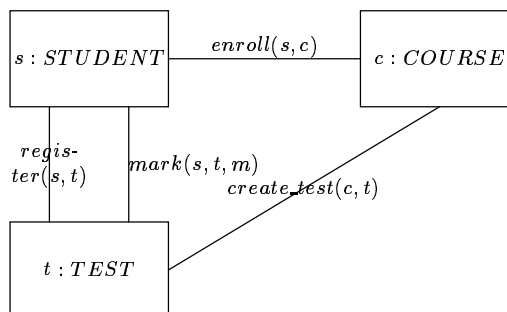 enroll(s, c)
s : STUDENT
c : COURSE
regis-
ter(s, t)
mark(s, t, m)
create_test(c, t)
t : TEST